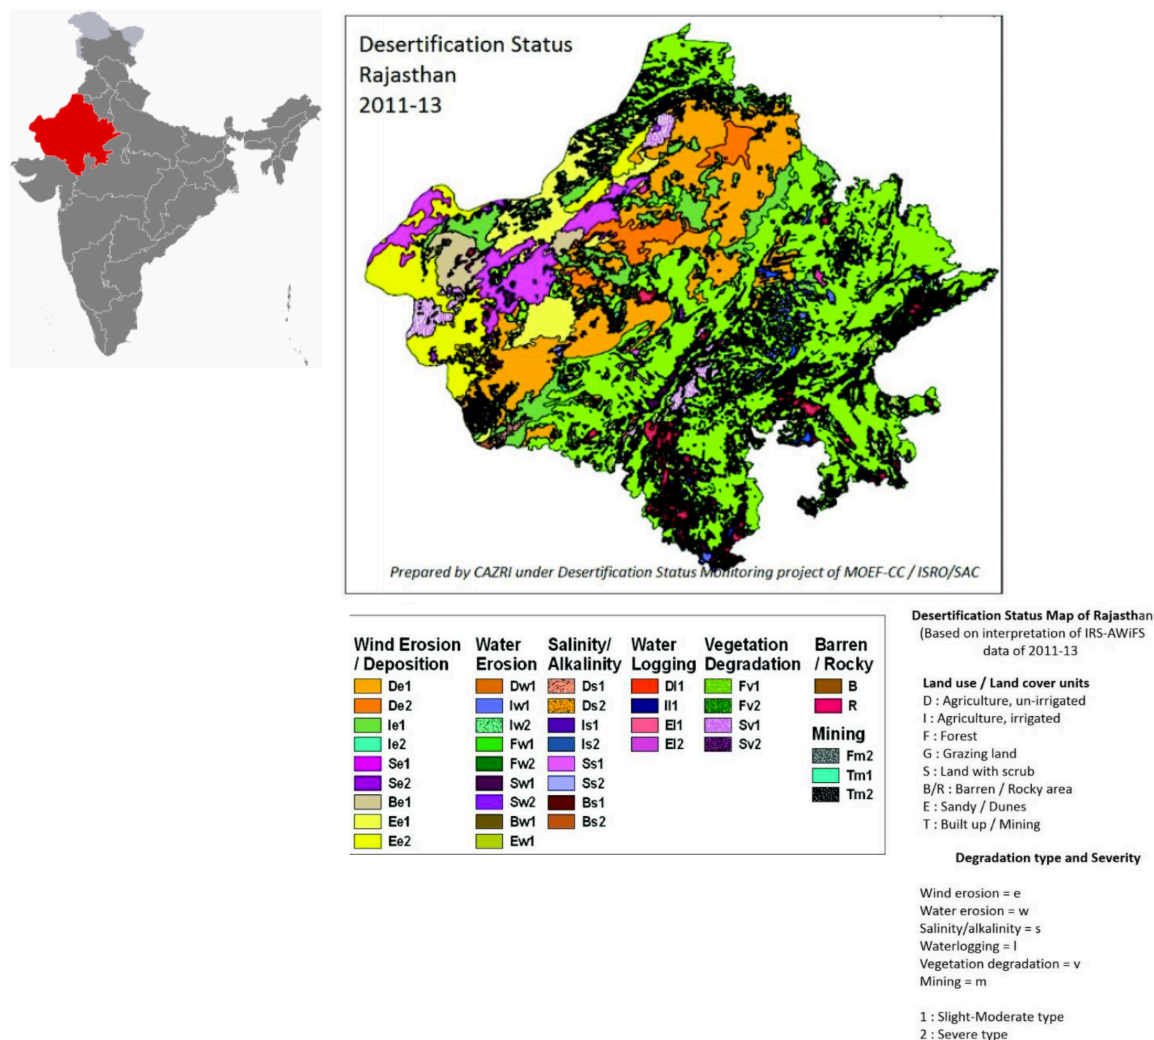 Desertification Status
Rajasthan
2011-13
Prepared by CAZRI under Desertification Status Monitoring project of MOEF-CC / ISRO/SAC
Wind Erosion
/ Deposition
De1
De2
Ie1
Ie2
Se1
Se2
Be1
Ee1
Ee2
Water
Erosion
Dw1
Iw1
Iw2
Fw1
Fw2
Sw1
Sw2
Bw1
Ew1
Salinity/
Alkalinity
Ds1
Ds2
Is1
Is2
Ss1
Ss2
Bs1
Bs2
Water
Logging
Dl1
Il1
El1
El2
Vegetation
Degradation
Fv1
Fv2
Sv1
Sv2
Barren
/ Rocky
B
R
Mining
Fm2
Tm1
Tm2
Desertification Status Map of Rajasthan
(Based on interpretation of IRS-AWiFS
data of 2011-13
Land use / Land cover units
D : Agriculture, un-irrigated
I : Agriculture, irrigated
F : Forest
G : Grazing land
S : Land with scrub
B/R : Barren / Rocky area
E : Sandy / Dunes
T : Built up / Mining
Degradation type and Severity
Wind erosion = e
Water erosion = w
Salinity/alkalinity = s
Waterlogging = l
Vegetation degradation = v
Mining = m
1 : Slight-Moderate type
2 : Severe type